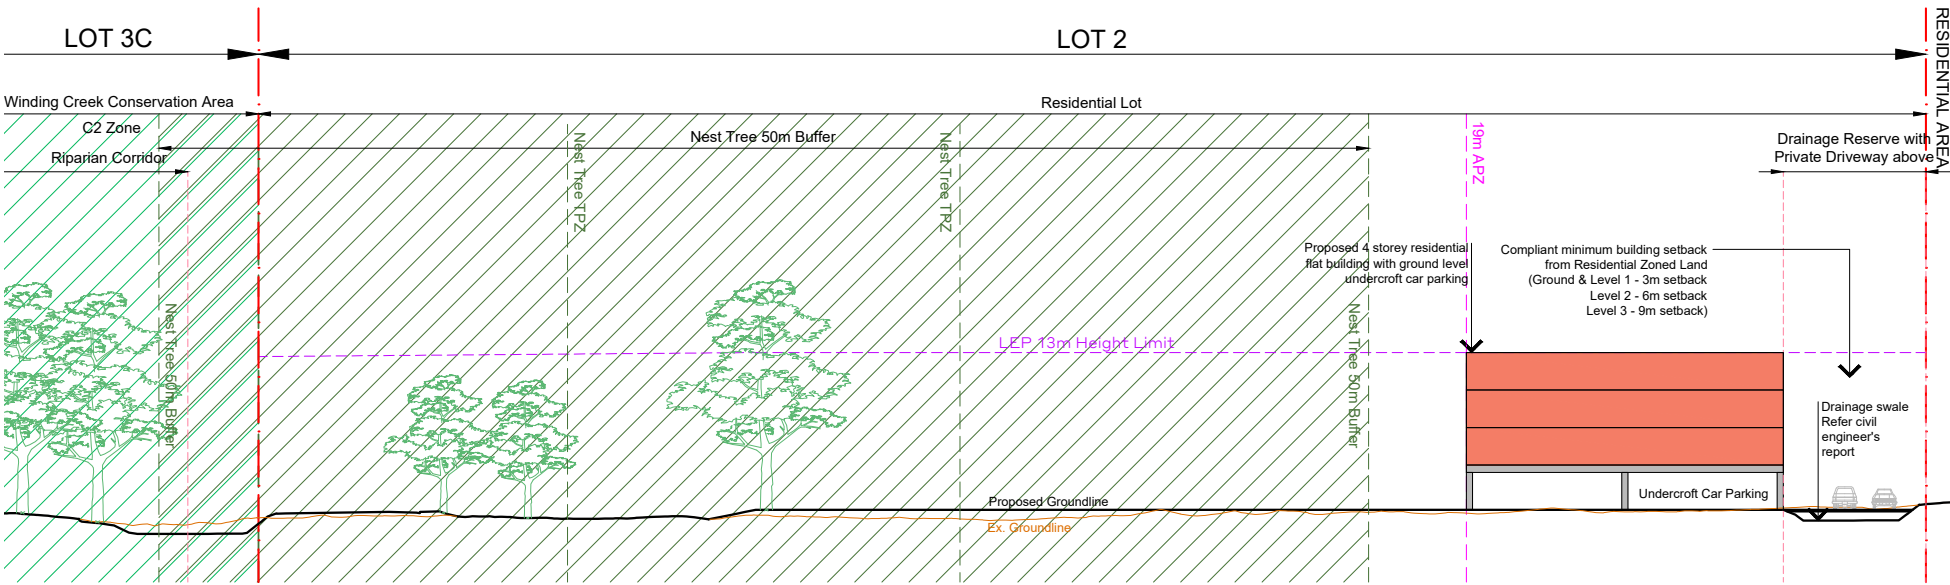 LOT 3C
LOT 2
RESIDENTIAL AREA
Winding Creek Conservation Area
Residential Lot
C2 Zone
Nest Tree 50m Buffer
Riparian Corridor
Nest Tree TPZ
Nest Tree TPZ
19m APZ
Drainage Reserve with
Private Driveway above
Proposed 4 storey residential
flat building with ground level
undercroft car parking
Compliant minimum building setback
from Residential Zoned Land
(Ground & Level 1 - 3m setback
Level 2 - 6m setback
Level 3 - 9m setback)
Nest Tree 50m Buffer
Nest Tree 50m Buffer
LEP 13m Height Limit
Drainage swale
Refer civil
engineer's
report
Undercroft Car Parking
Proposed Groundline
Ex. Groundline